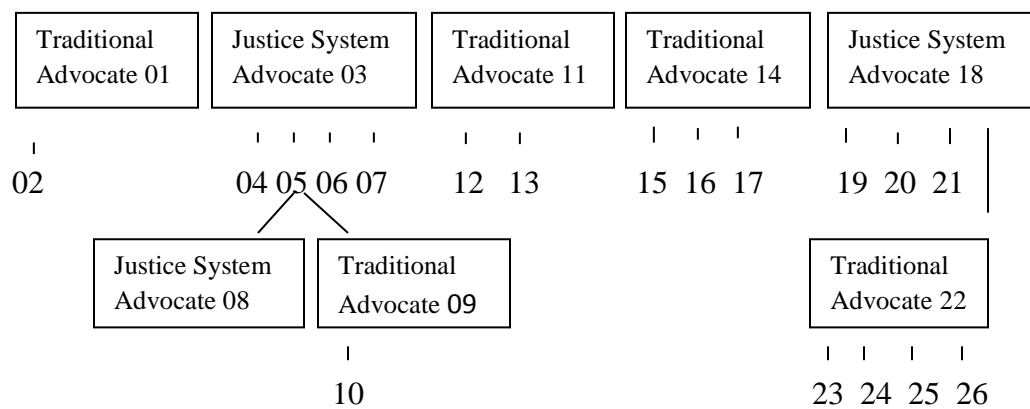 Traditional
Advocate 01
Justice System
Advocate 03
Traditional
Advocate 11
Traditional
Advocate 14
Justice System
Advocate 18
02
04 05 06 07
12 13
15 16 17
19 20 21
Justice System
Advocate 08
Traditional
Advocate 09
Traditional
Advocate 22
10
23 24 25 26